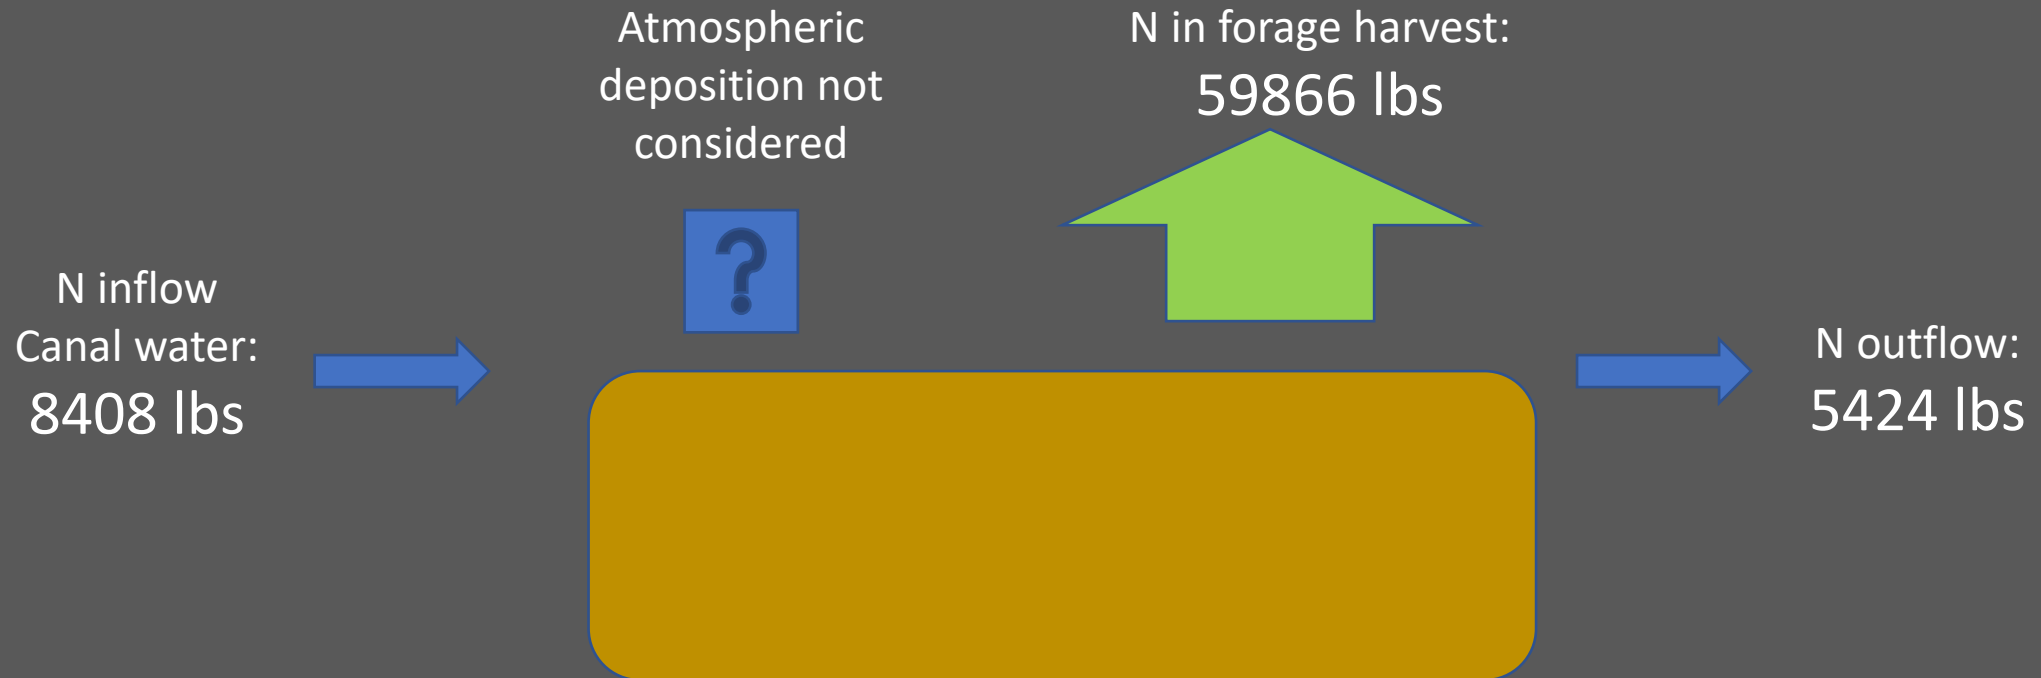 Atmospheric
deposition not
considered
N in forage harvest:
59866 lbs
?
N inflow
Canal water:
8408 lbs
N outflow:
5424 lbs